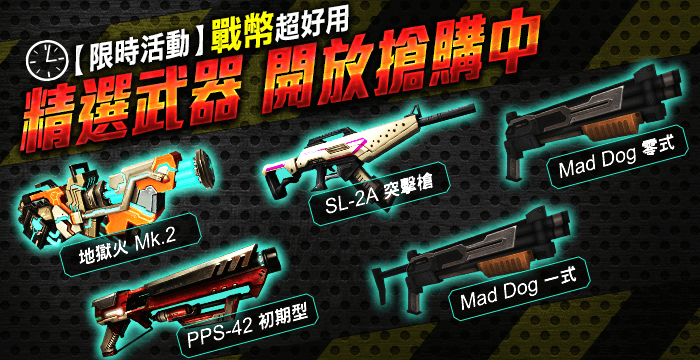 【限時活動】戰幣超好用
精選武器 開放搶購中
地獄火 Mk.2
SL-2A 突擊槍
Mad Dog 零式
PPS-42 初期型
Mad Dog 一式